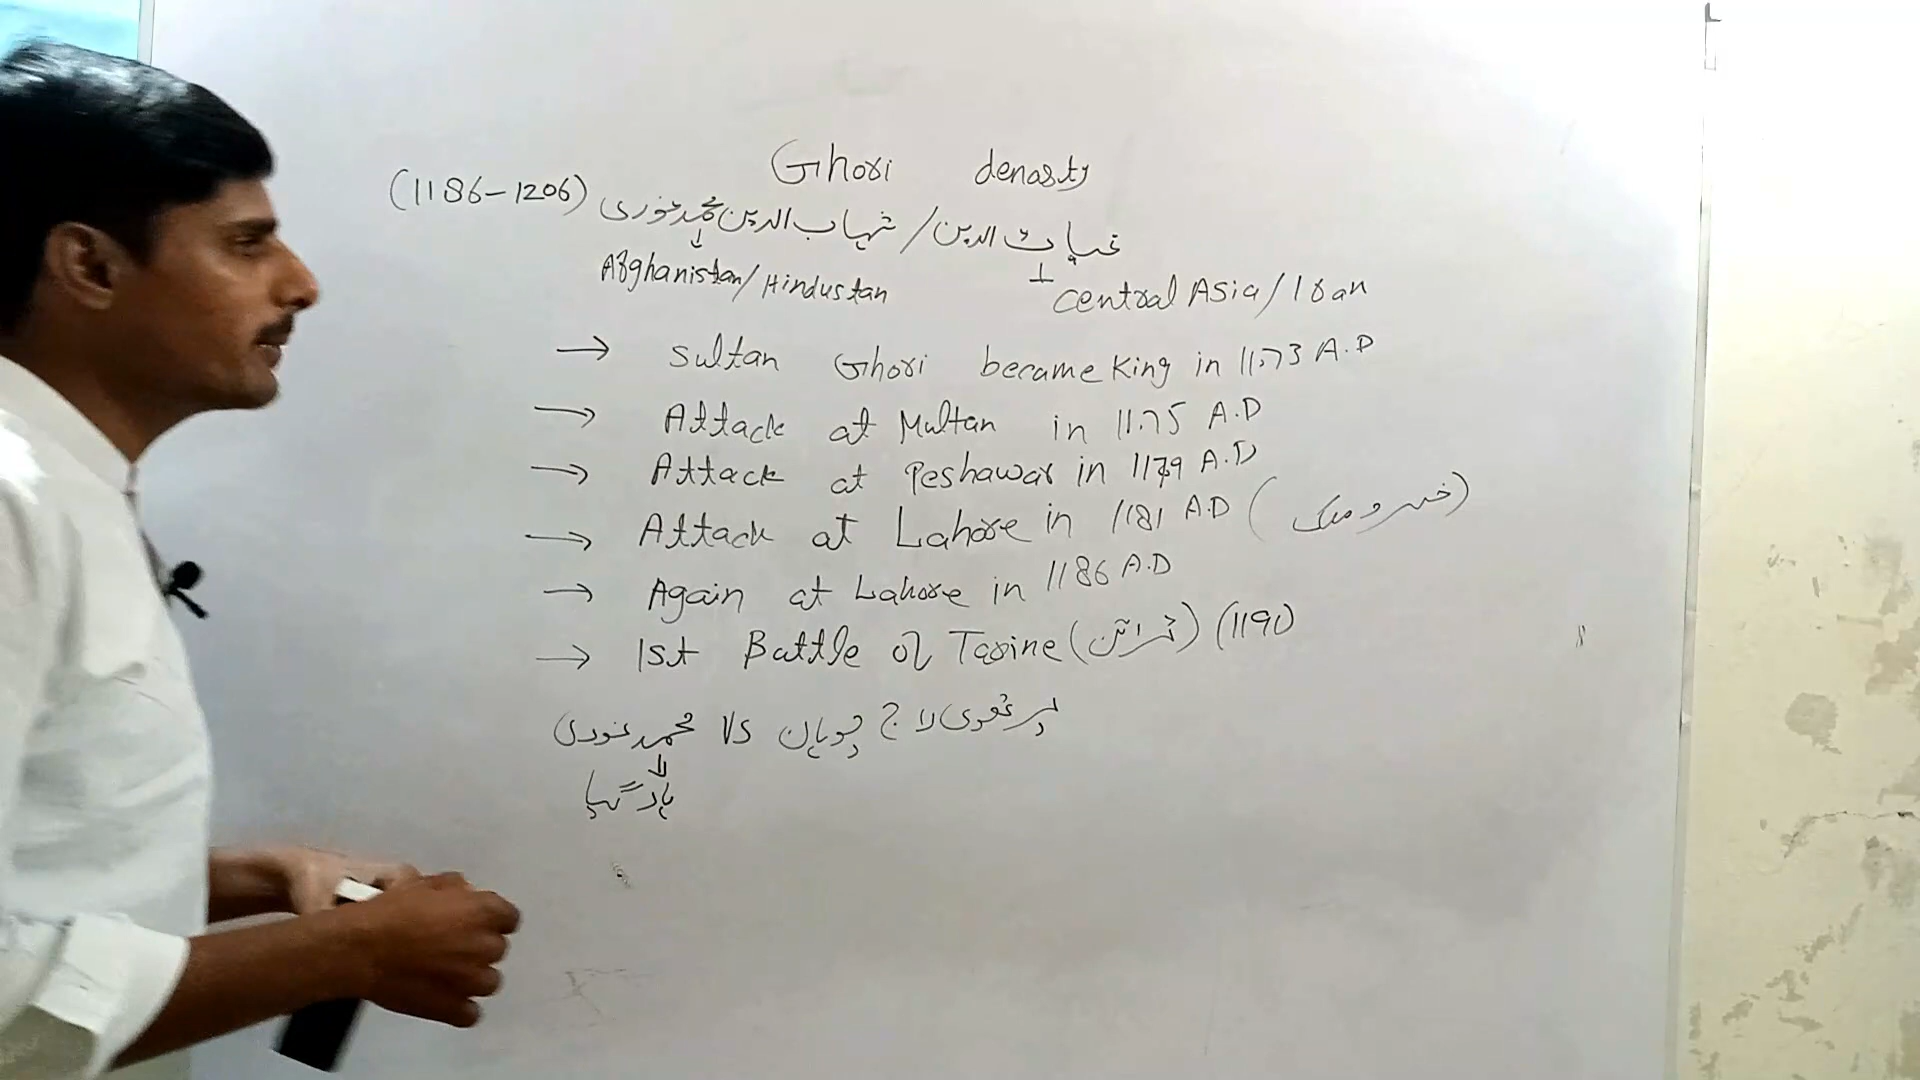 Ghori denasty
(1186-1206) غیاث الدین / شہاب الدین محمد غوری
Afghanistan/Hindustan
Central Asia/Iran
→ Sultan Ghori became King in 1173 A.D
→ Attack at Multan in 1175 A.D
→ Attack at Peshawar in 1179 A.D
→ Attack at Lahore in 1181 A.D (خسرو ملک)
→ Again at Lahore in 1186 A.D
→ 1st Battle of Tarine (ترائن) (1191)
پرتھوی راج چوہان VS محمد غوری
ہار گیا